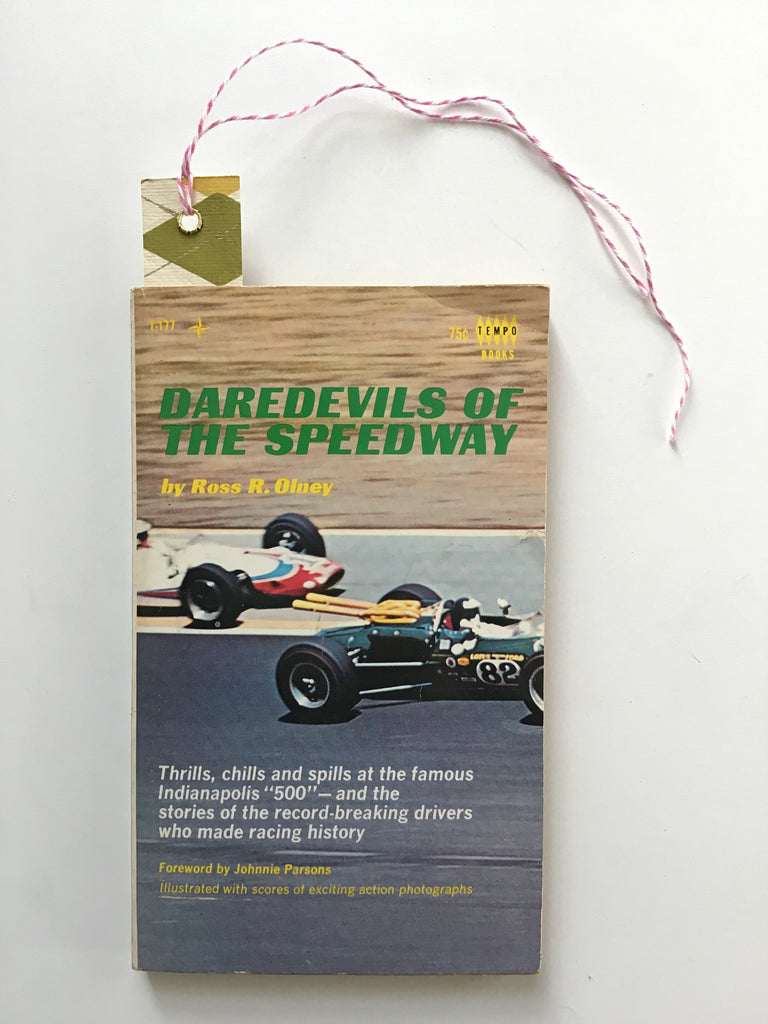 T-177
75¢ TEMPO
BOOKS
DAREDEVILS OF
THE SPEEDWAY
by Ross R. Olney
LOTUS FORD
82
Thrills, chills and spills at the famous
Indianapolis "500"—and the
stories of the record-breaking drivers
who made racing history
Foreword by Johnnie Parsons
Illustrated with scores of exciting action photographs